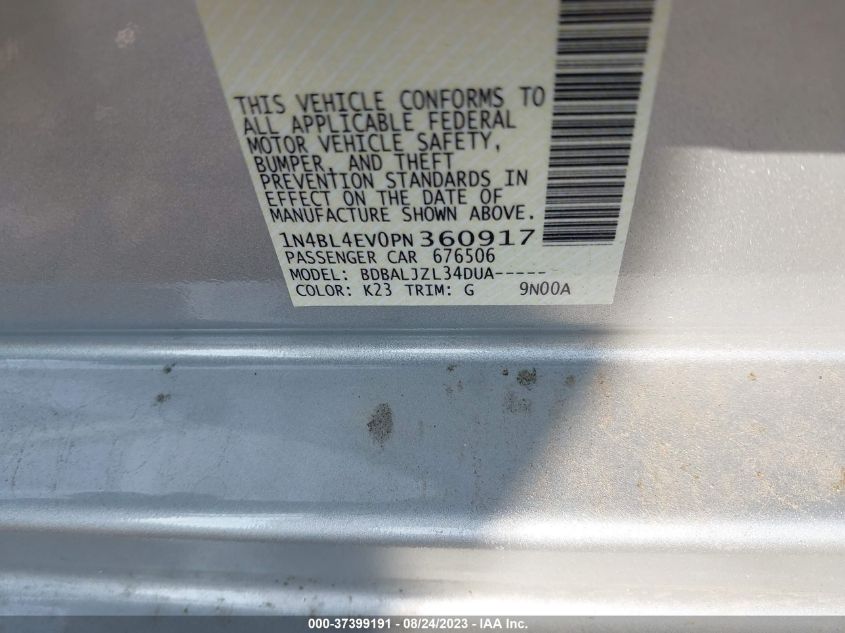 THIS VEHICLE CONFORMS TO
ALL APPLICABLE FEDERAL
MOTOR VEHICLE SAFETY,
BUMPER, AND THEFT
PREVENTION STANDARDS IN
EFFECT ON THE DATE OF
MANUFACTURE SHOWN ABOVE.
1N4BL4EV0PN360917
PASSENGER CAR 676506
MODEL: BDBALJZL34DUA-----
COLOR: K23 TRIM: G 9N00A
000-37399191 - 08/24/2023 - IAA Inc.